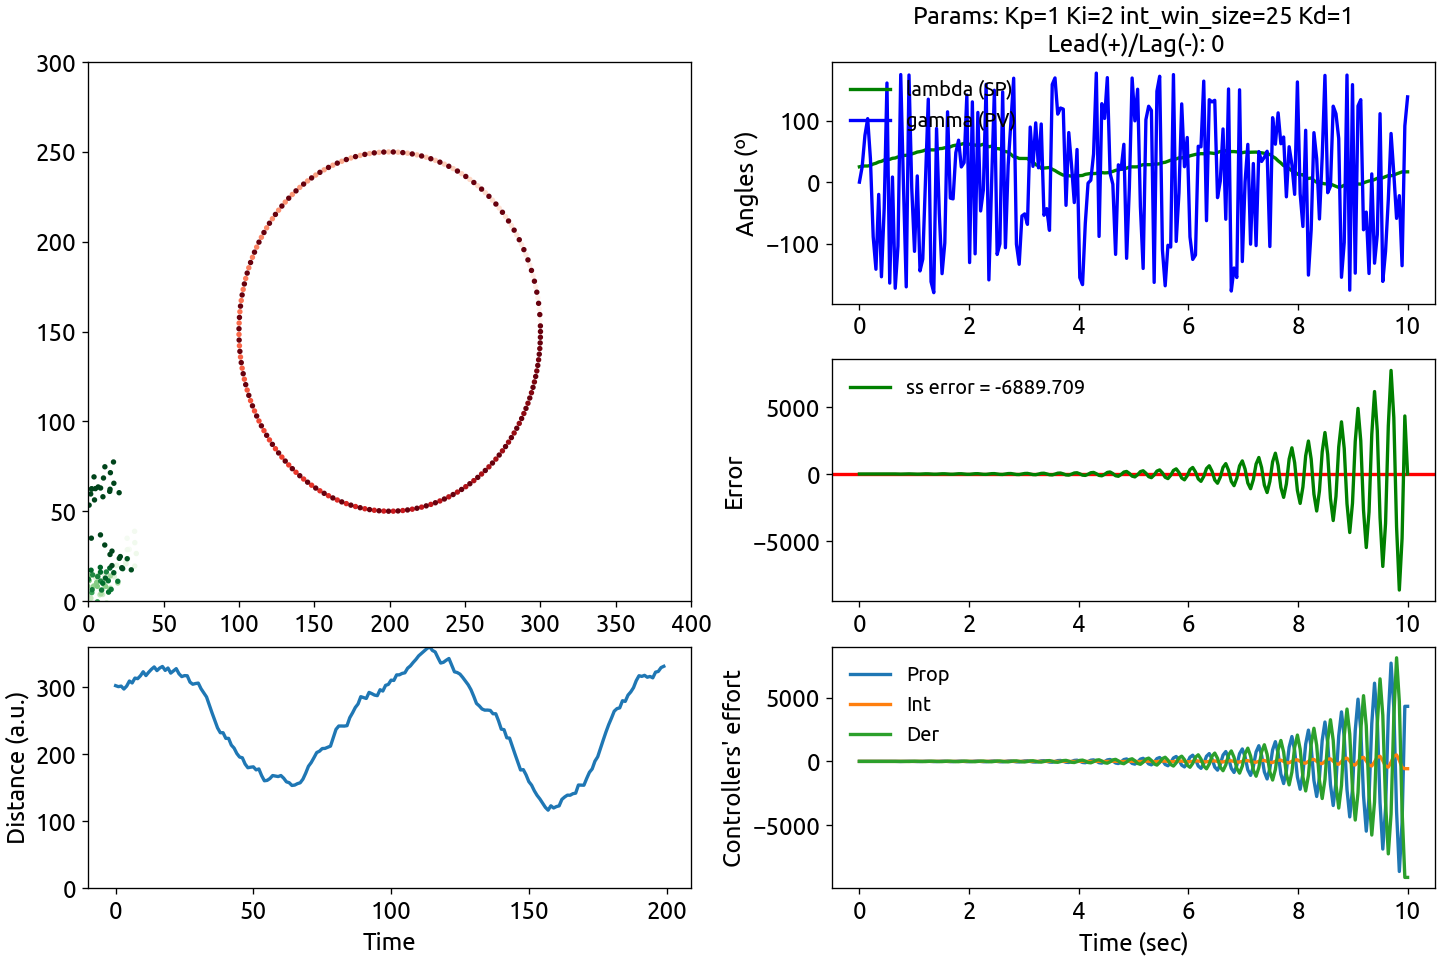 Params: Kp=1 Ki=2 int_win_size=25 Kd=1
Lead(+)/Lag(-): 0
300
250
200
150
100
50
0
0 50 100 150 200 250 300 350 400
Angles (º)
100
0
−100
lambda (SP)
gamma (PV)
0 2 4 6 8 10
Error
5000
0
−5000
ss error = -6889.709
0 2 4 6 8 10
Distance (a.u.)
300
200
100
0
0 50 100 150 200
Time
Controllers' effort
5000
0
−5000
Prop
Int
Der
0 2 4 6 8 10
Time (sec)